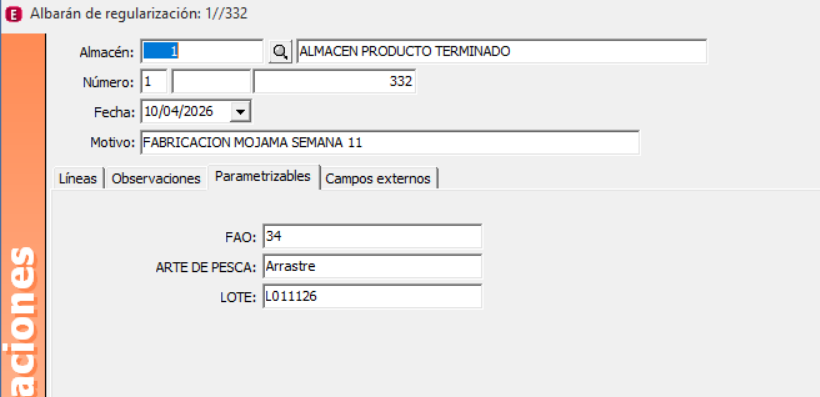 E Albarán de regularización: 1//332
Almacén: 1 ALMACEN PRODUCTO TERMINADO
Número: 1 332
Fecha: 10/04/2026
Motivo: FABRICACION MOJAMA SEMANA 11
Líneas Observaciones Parametrizables Campos externos
FAO: 34
ARTE DE PESCA: Arrastre
LOTE: L011126
aciones